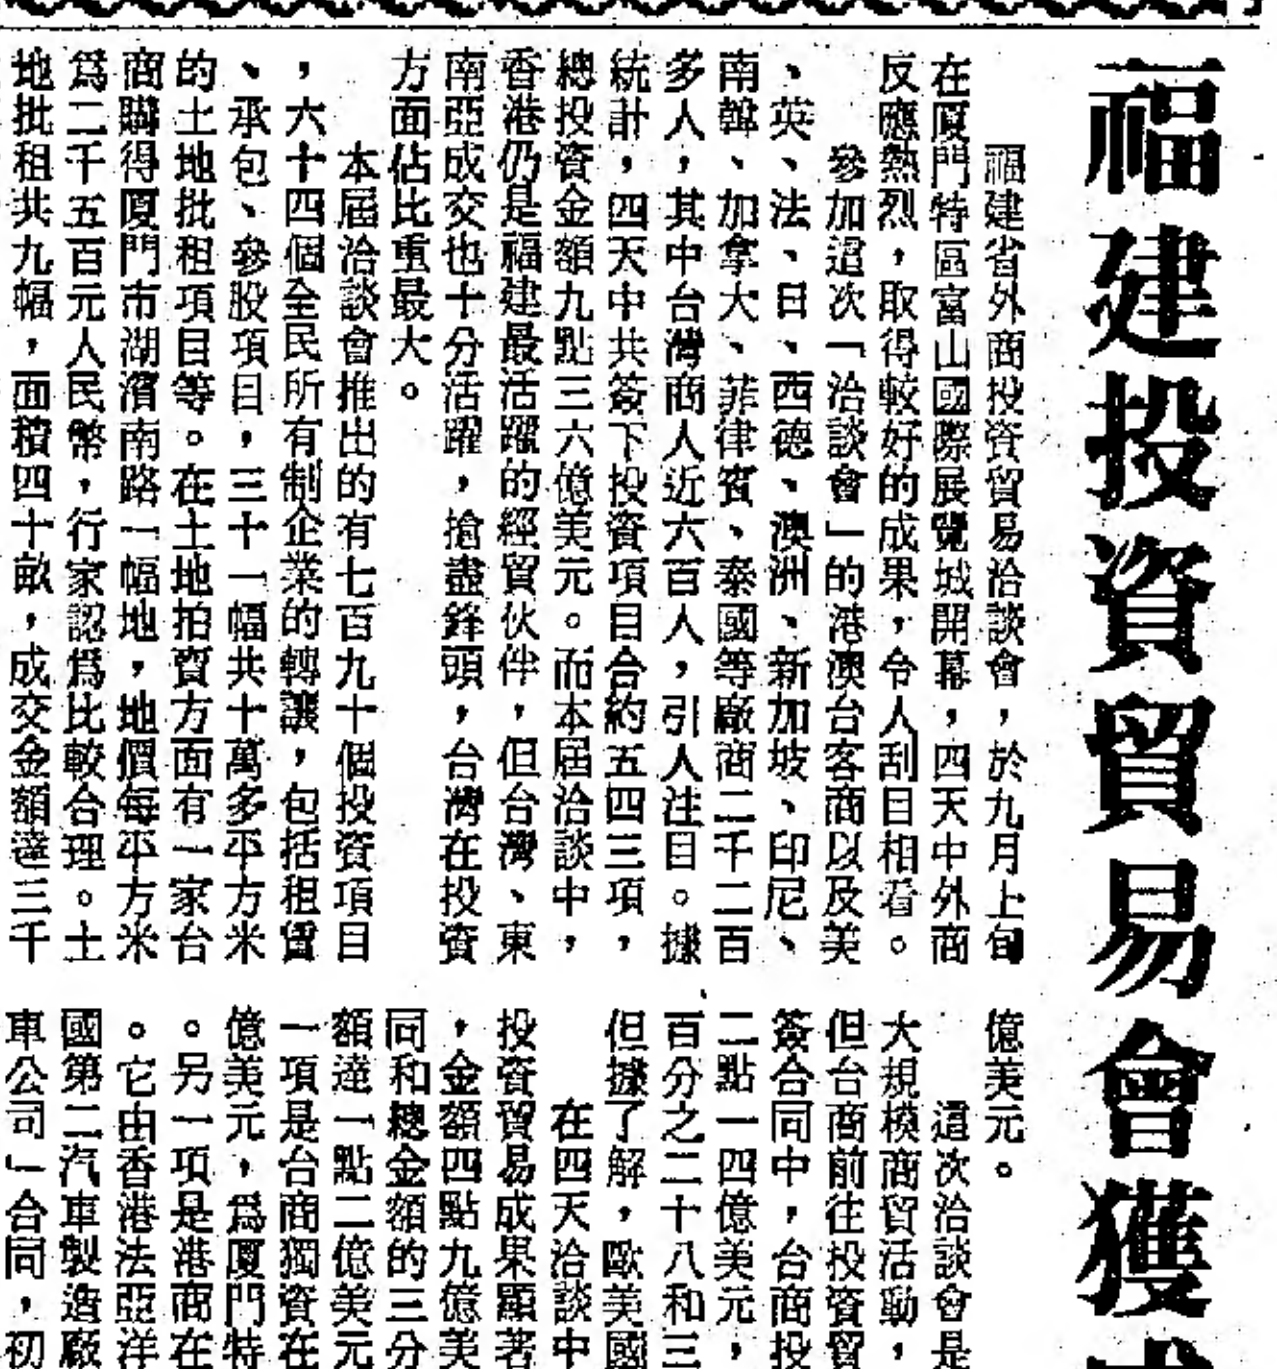 福建投資貿易會獲
福建省外商投資貿易洽談會，於九月上旬
在廈門特區富山國際展覽城開幕，四天中外商
反應熱烈，取得較好的成果，令人刮目相看。
參加這次「洽談會」的港澳台客商以及美
、英、法、日、西德、澳洲、新加坡、印尼、
南韓、加拿大、菲律賓、泰國等廠商二千二百
多人，其中台灣商人近六百人，引人注目。據
統計，四天中共簽下投資項目合約五四三項，
總投資金額九點三六億美元。而本屆洽談中，
香港仍是福建最活躍的經貿伙伴，但台灣、東
南亞成交也十分活躍，搶盡鋒頭，台灣在投資
方面佔比重最大。
本屆洽談會推出的有七百九十個投資項目
，六十四個全民所有制企業的轉讓，包括租賃
、承包、參股項目，三十一幅共十萬多平方米
的土地批租項目等。在土地拍賣方面有一家台
商購得廈門市湖濱南路一幅地，地價每平方米
為二千五百元人民幣，行家認爲比較合理。土
地批租共九幅，面積四十畝，成交金額達三千
億美元。
這次洽談會是
大規模商貿活動，
但台商前往投資貿
簽合同中，台商投
二點一四億美元，
百分之二十八和三
但據了解，歐美國
在四天洽談中
投資貿易成果顯著
，金額四點九億美
同和總金額的三分
額達一點二億美元
一項是台商獨資在
億美元，爲廈門特
。另一項是港商在
。它由香港法亞洋
國第二汽車製造廠
車公司」合同，初